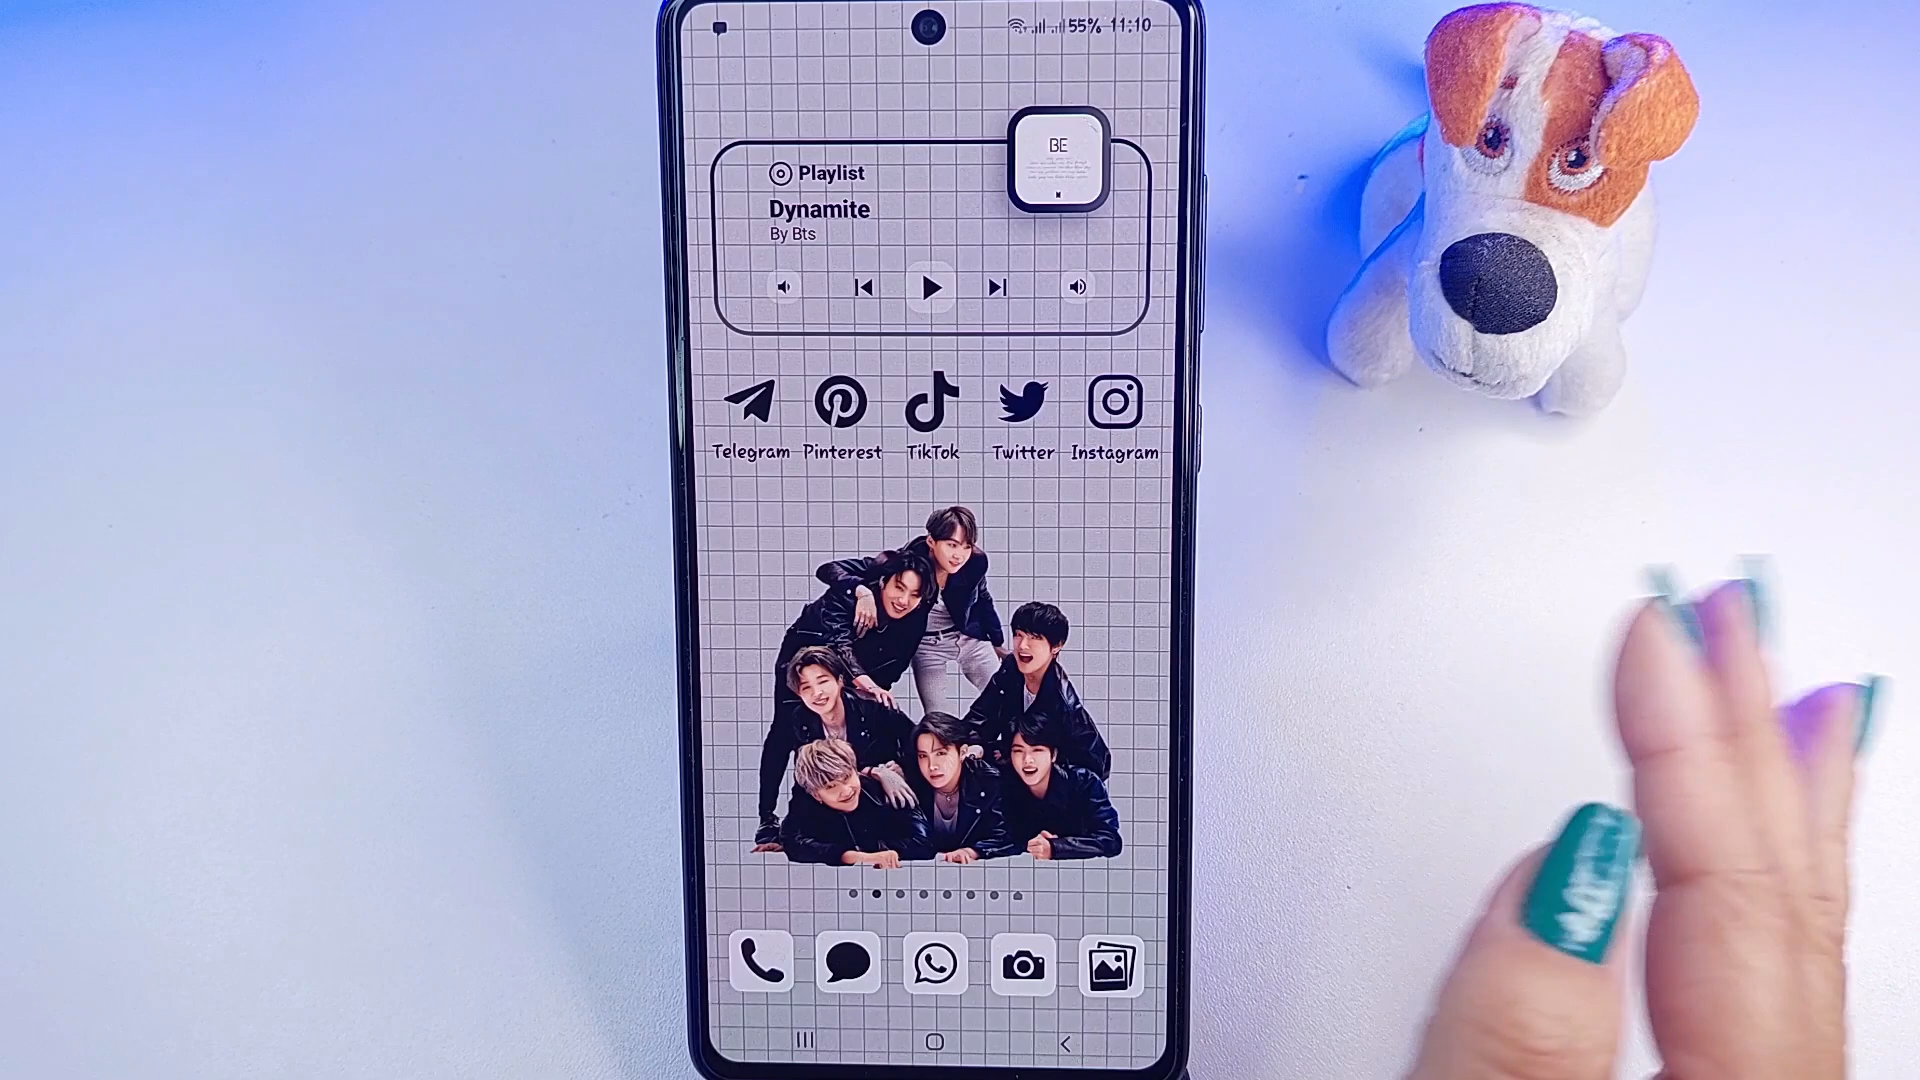 55% 11:10
BE
Playlist
Dynamite
By Bts
Telegram Pinterest TikTok Twitter Instagram